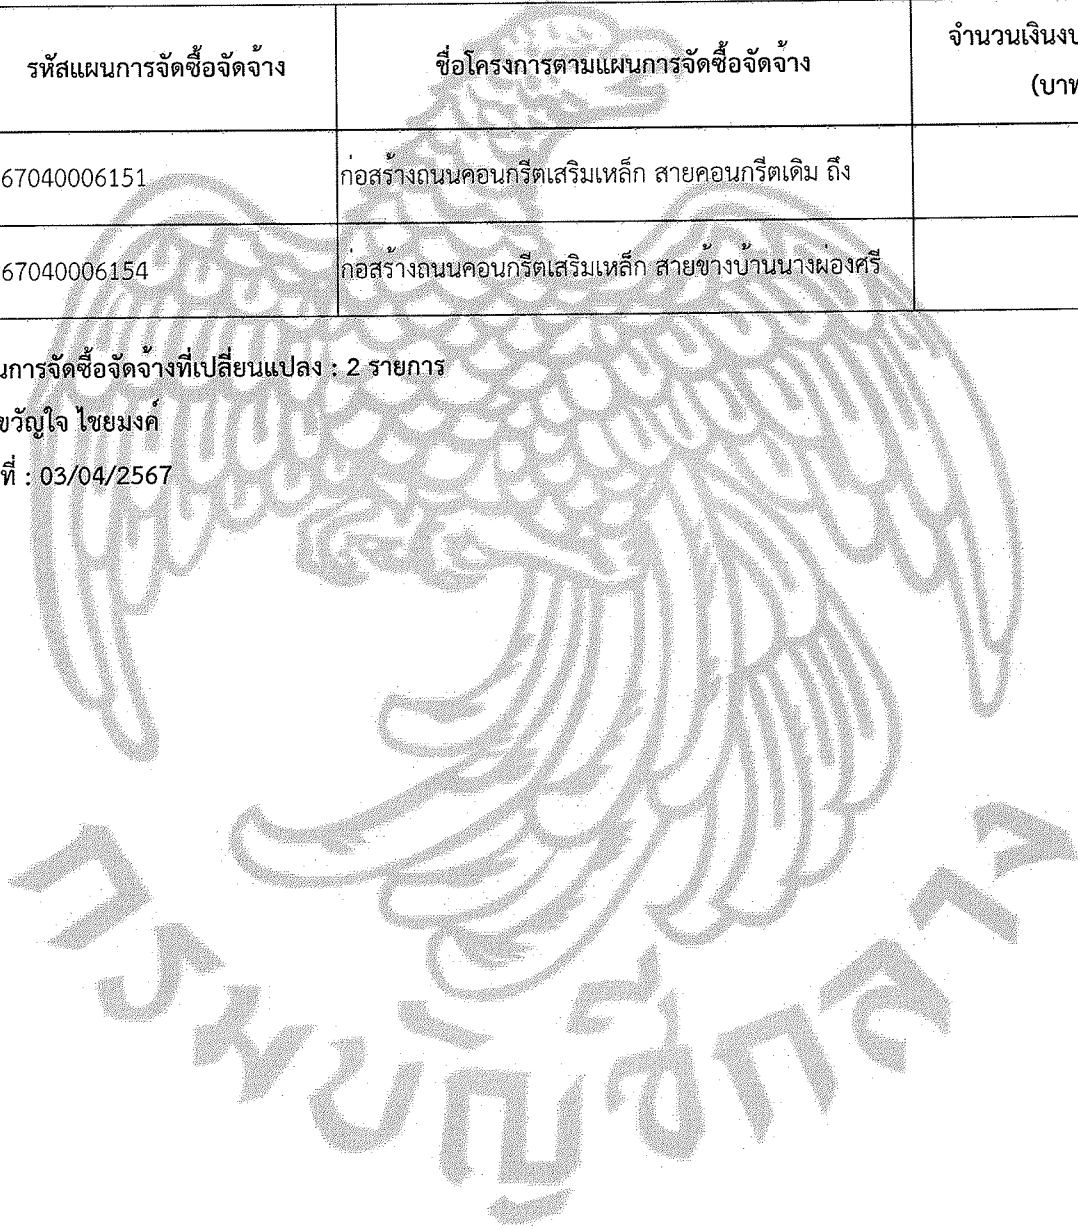 รหัสแผนการจัดซื้อจัดจ้าง
ชื่อโครงการตามแผนการจัดซื้อจัดจ้าง
จำนวนเงินงบ
(บาท
67040006151
ก่อสร้างถนนคอนกรีตเสริมเหล็ก สายคอนกรีตเดิม ถึง
67040006154
ก่อสร้างถนนคอนกรีตเสริมเหล็ก สายข้างบ้านนางผ่องศรี
นการจัดซื้อจัดจ้างที่เปลี่ยนแปลง : 2 รายการ
ขวัญใจ ไชยมงค์
ที่ : 03/04/2567
กรมบัญชีกลาง